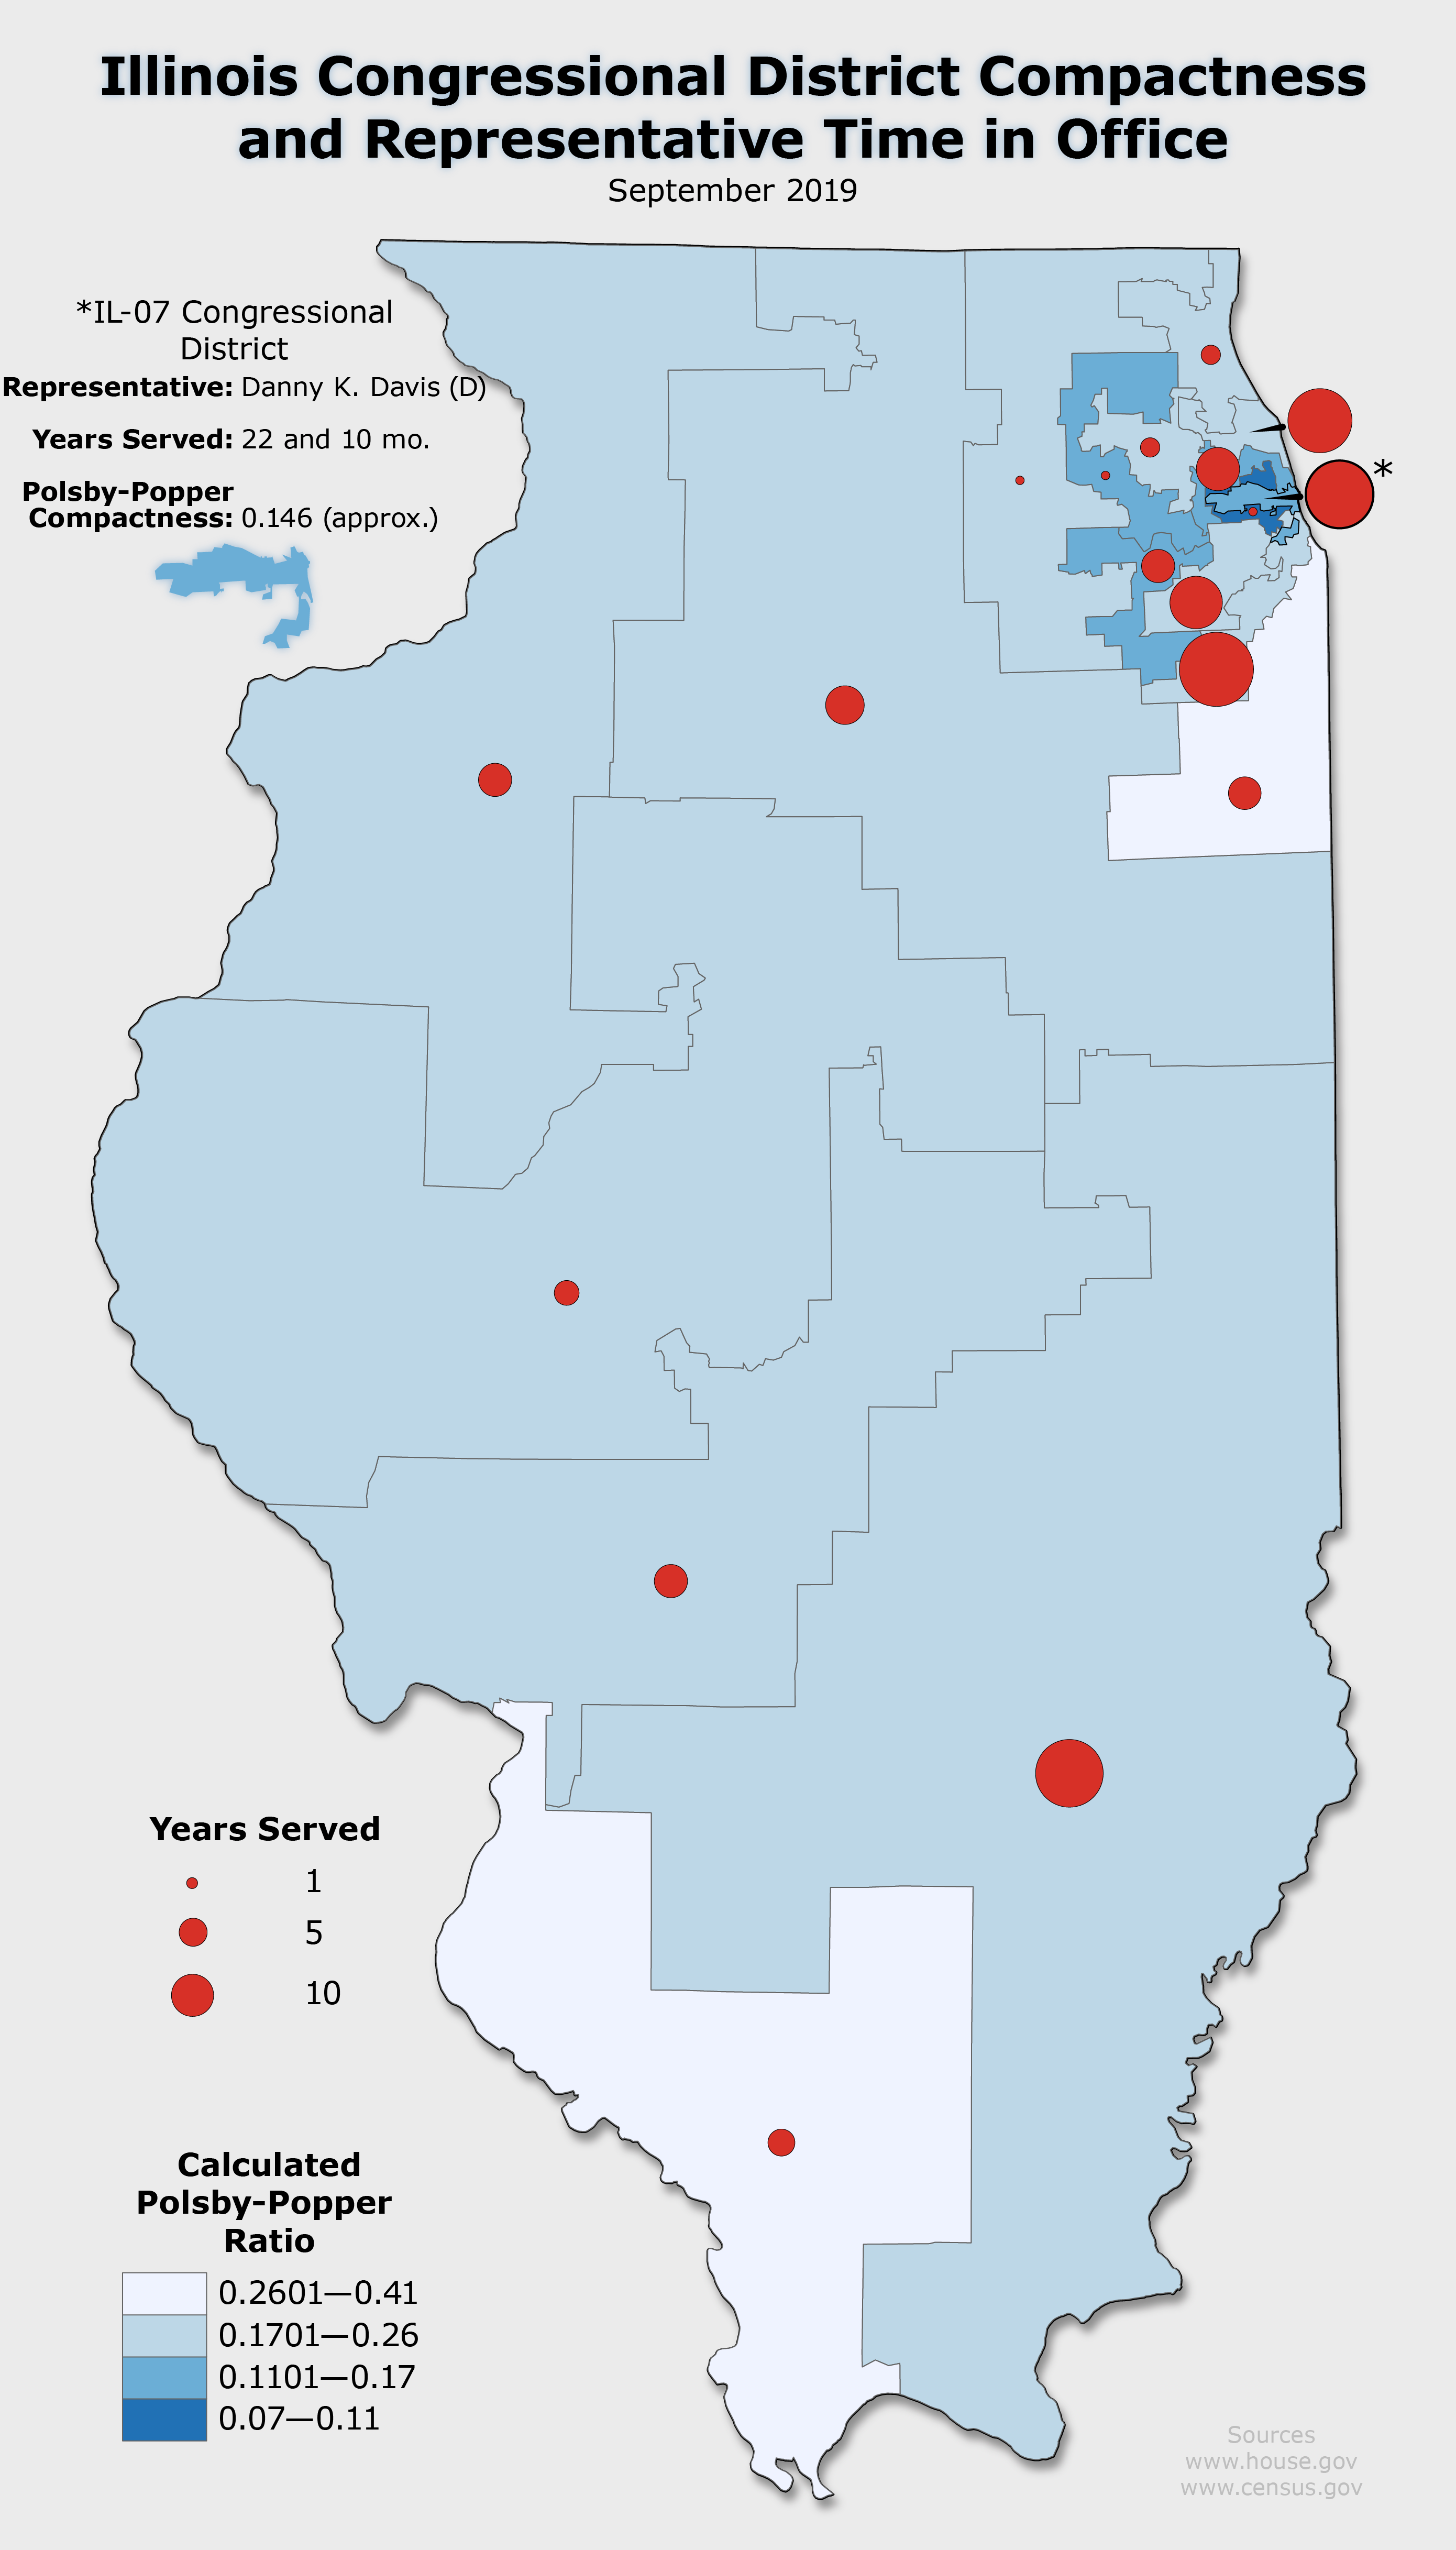 Illinois Congressional District Compactness
and Representative Time in Office
September 2019
*IL-07 Congressional
District
Representative: Danny K. Davis (D)
Years Served: 22 and 10 mo.
Polsby-Popper
Compactness: 0.146 (approx.)
*
Years Served
1
5
10
Calculated
Polsby-Popper
Ratio
0.2601—0.41
0.1701—0.26
0.1101—0.17
0.07—0.11
Sources
www.house.gov
www.census.gov